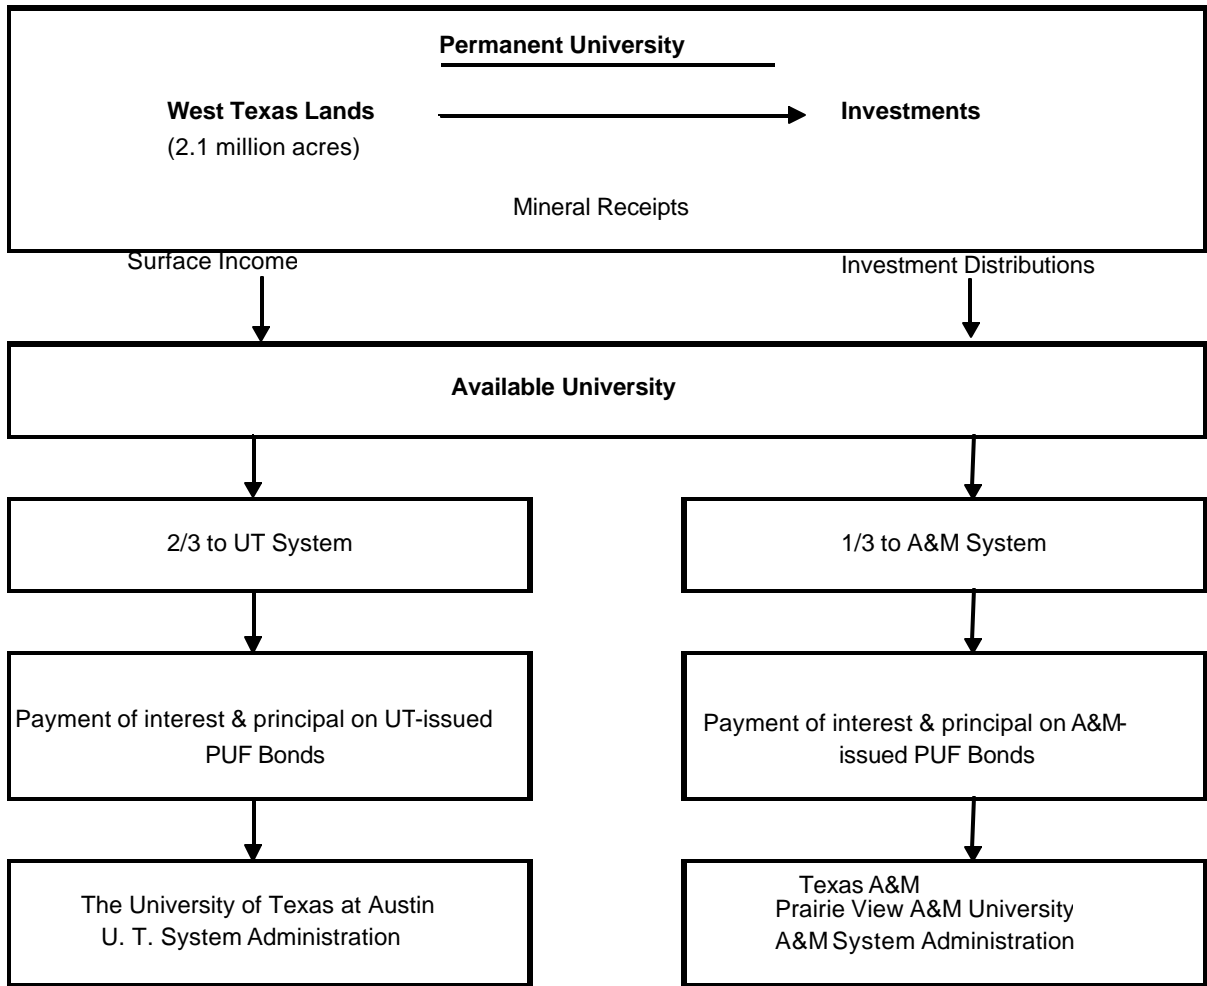 Permanent University
West Texas Lands
Investments
(2.1 million acres)
Mineral Receipts
Surface Income
Investment Distributions
Available University
2/3 to UT System
1/3 to A&M System
Payment of interest & principal on UT-issued
PUF Bonds
Payment of interest & principal on A&M-
issued PUF Bonds
The University of Texas at Austin
U. T. System Administration
Texas A&M
Prairie View A&M University
A&M System Administration